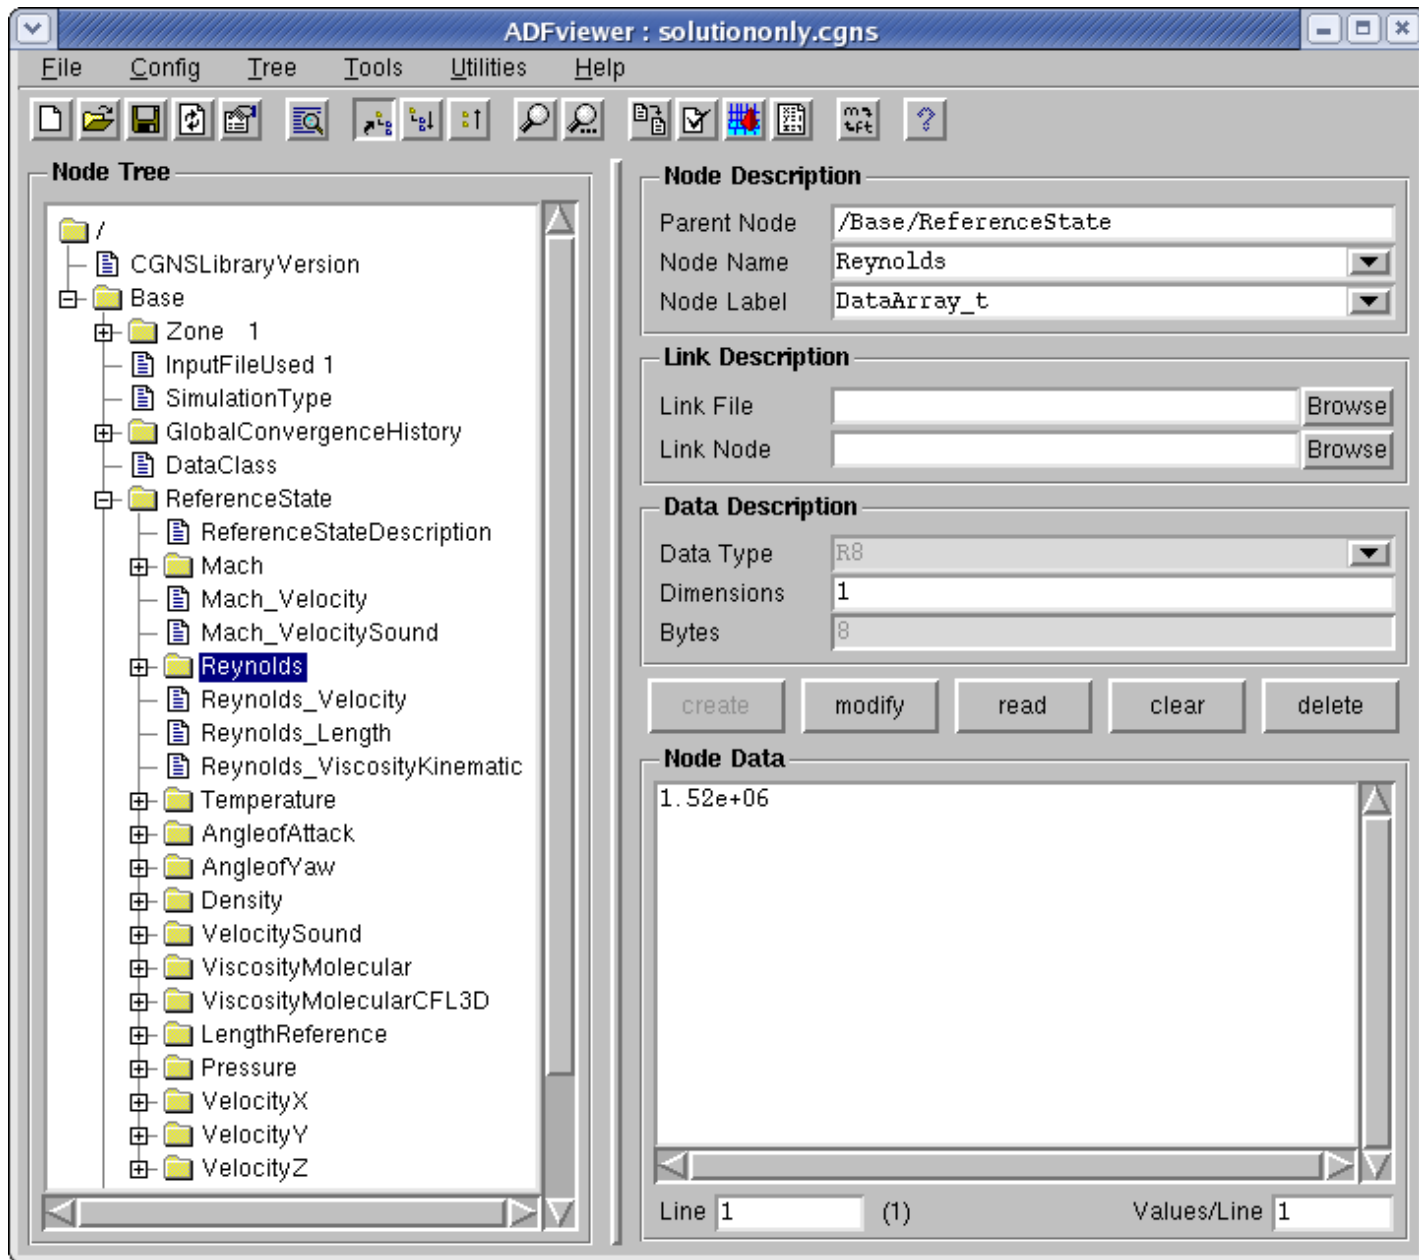 ADFviewer : solutiononly.cgns
File Config Tree Tools Utilities Help
Node Tree
/
CGNSLibraryVersion
Base
Zone 1
InputFileUsed 1
SimulationType
GlobalConvergenceHistory
DataClass
ReferenceState
ReferenceStateDescription
Mach
Mach_Velocity
Mach_VelocitySound
Reynolds
Reynolds_Velocity
Reynolds_Length
Reynolds_ViscosityKinematic
Temperature
AngleofAttack
AngleofYaw
Density
VelocitySound
ViscosityMolecular
ViscosityMolecularCFL3D
LengthReference
Pressure
VelocityX
VelocityY
VelocityZ
Node Description
Parent Node /Base/ReferenceState
Node Name Reynolds
Node Label DataArray_t
Link Description
Link File Browse
Link Node Browse
Data Description
Data Type R8
Dimensions 1
Bytes 8
create modify read clear delete
Node Data
1.52e+06
Line 1 (1) Values/Line 1